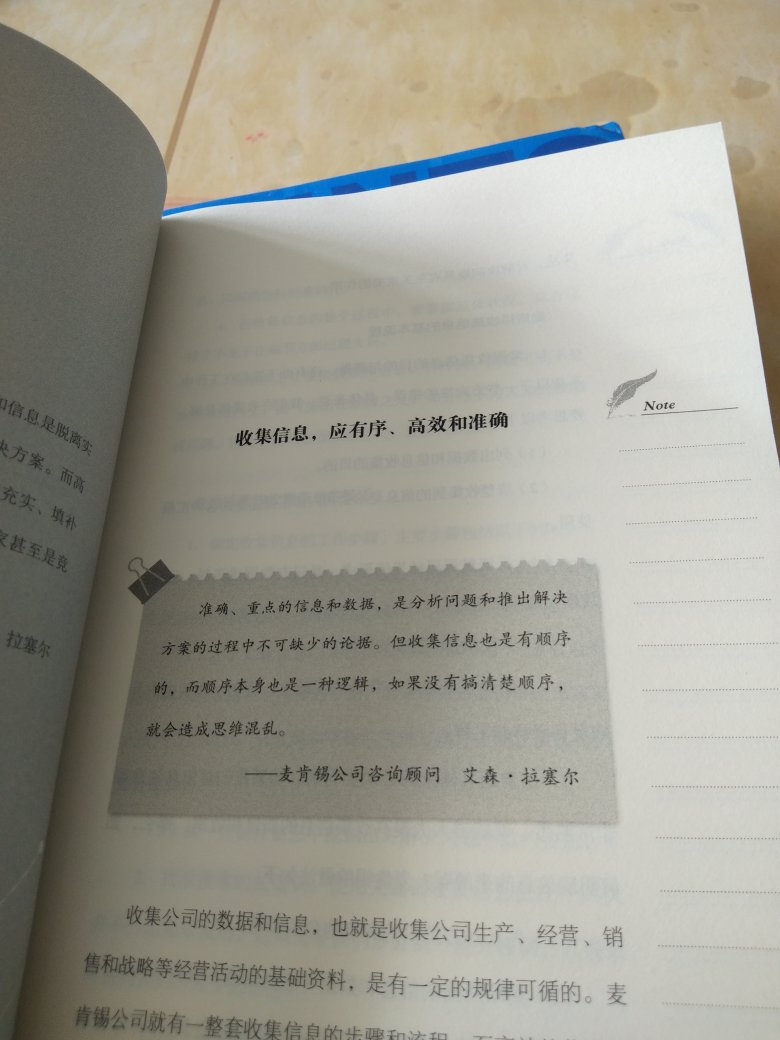 和信息是脱离实
决方案。而高
充实、填补
家甚至是竞
拉塞尔
Note
收集信息，应有序、高效和准确
准确、重点的信息和数据，是分析问题和推出解决
方案的过程中不可缺少的论据。但收集信息也是有顺序
的，而顺序本身也是一种逻辑，如果没有搞清楚顺序，
就会造成思维混乱。
——麦肯锡公司咨询顾问 艾森·拉塞尔
收集公司的数据和信息，也就是收集公司生产、经营、销
售和战略等经营活动的基础资料，是有一定的规律可循的。麦
肯锡公司就有一整套收集信息的步骤和流程